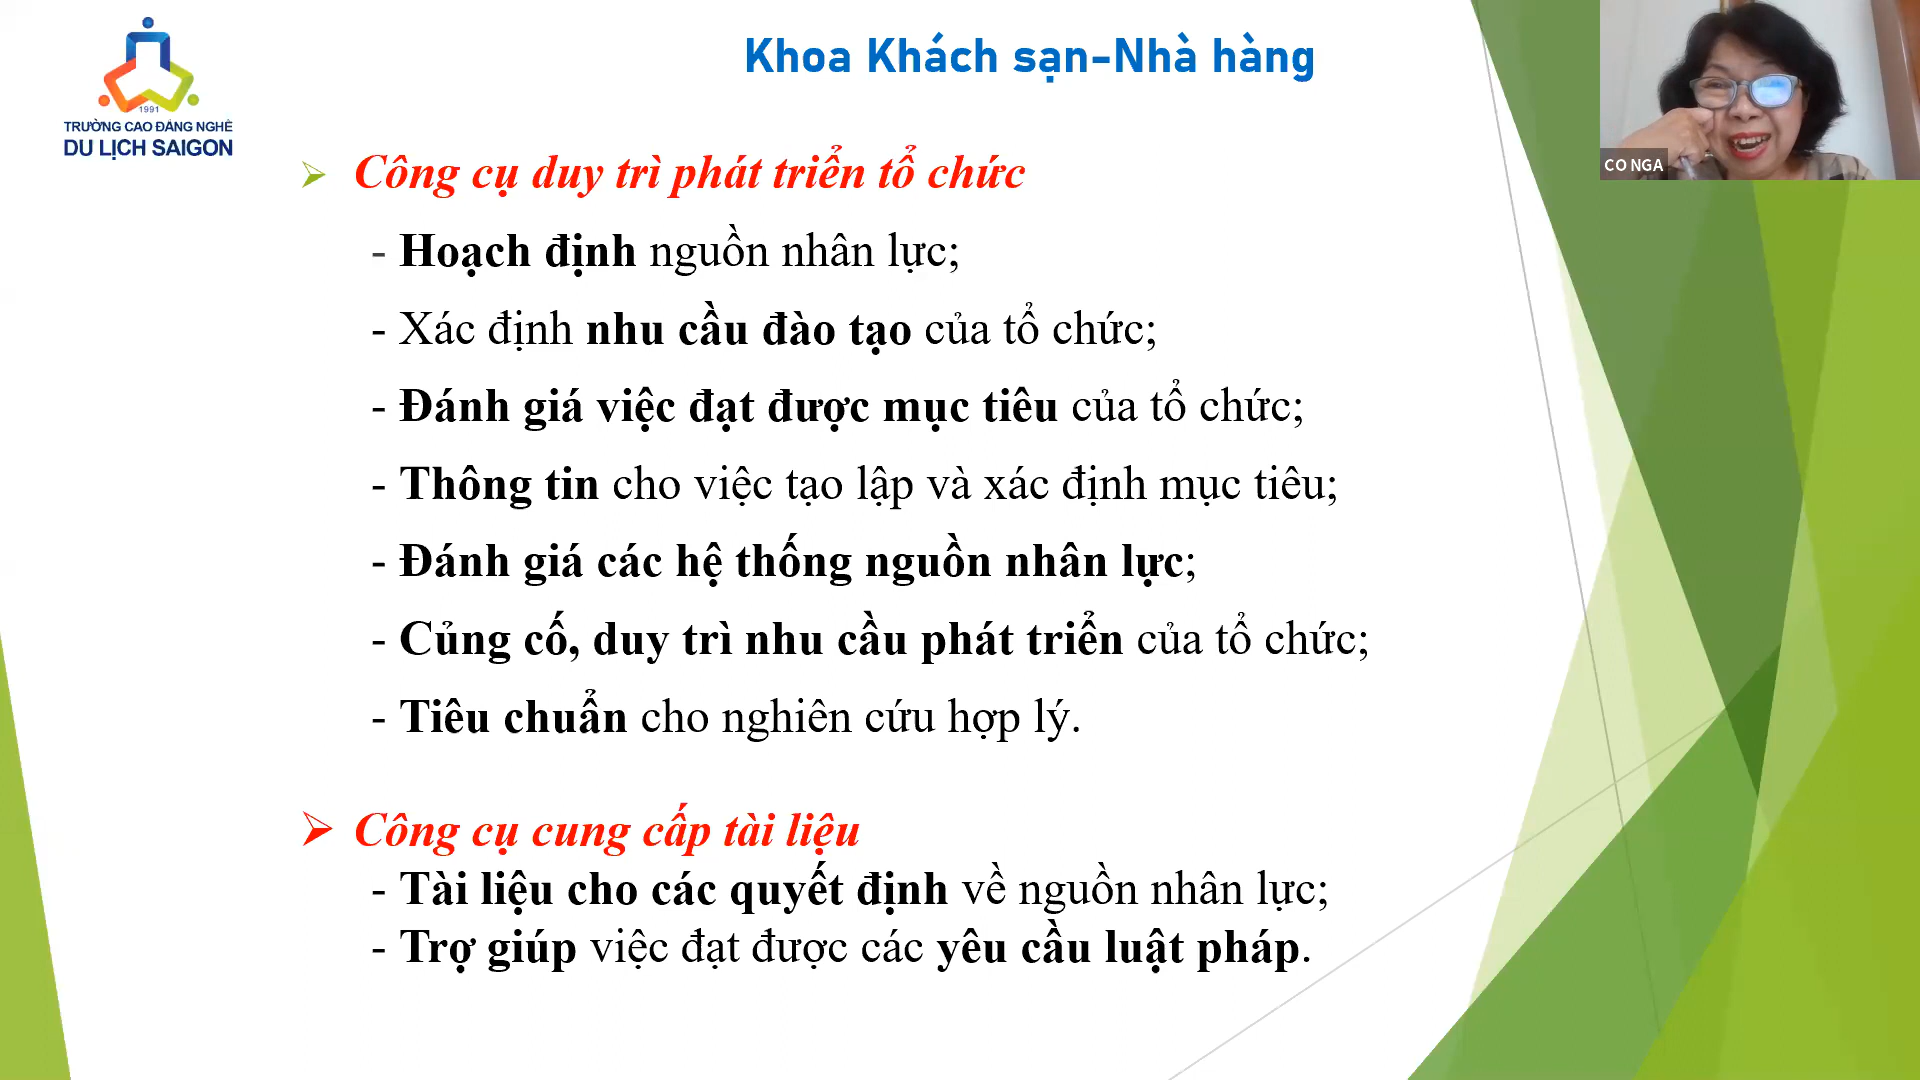 Khoa Khách sạn-Nhà hàng
1991
TRƯỜNG CAO ĐẲNG NGHỀ
DU LỊCH SAIGON
CO NGA
Công cụ duy trì phát triển tổ chức
- Hoạch định nguồn nhân lực;
- Xác định nhu cầu đào tạo của tổ chức;
- Đánh giá việc đạt được mục tiêu của tổ chức;
- Thông tin cho việc tạo lập và xác định mục tiêu;
- Đánh giá các hệ thống nguồn nhân lực;
- Củng cố, duy trì nhu cầu phát triển của tổ chức;
- Tiêu chuẩn cho nghiên cứu hợp lý.
Công cụ cung cấp tài liệu
- Tài liệu cho các quyết định về nguồn nhân lực;
- Trợ giúp việc đạt được các yêu cầu luật pháp.